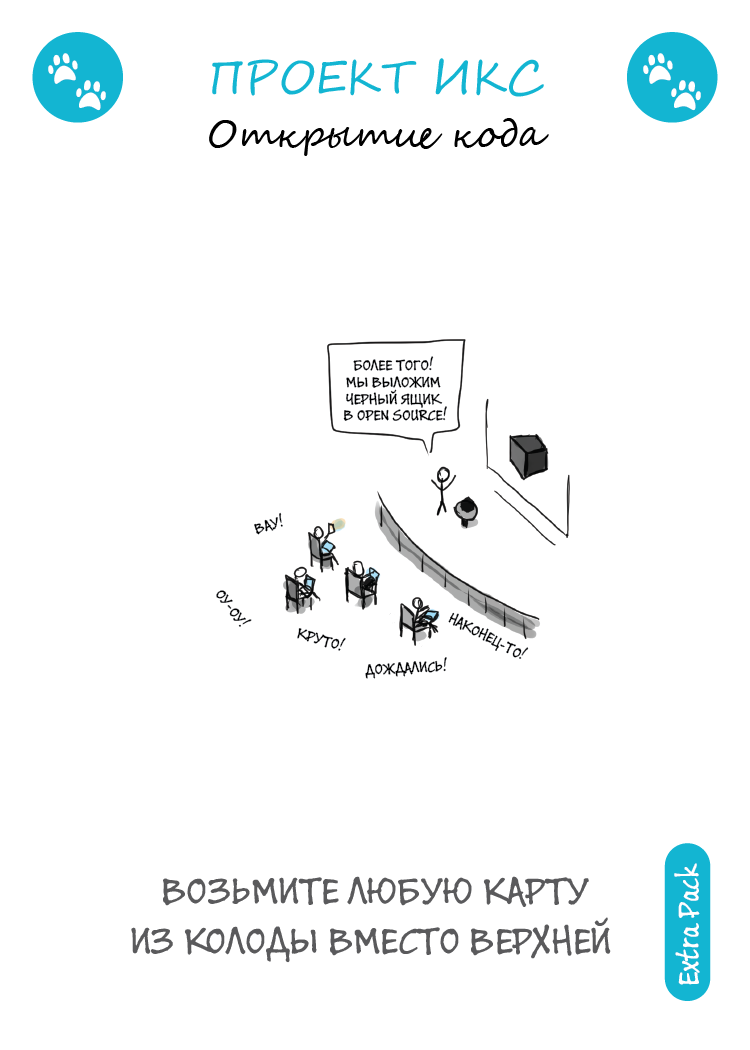 ПРОЕКТ ИКС
Открытие кода
БОЛЕЕ ТОГО!
МЫ ВЫЛОЖИМ
ЧЕРНЫЙ ЯЩИК
В OPEN SOURCE!
ВАУ!
ОУ-ОУ!
КРУТО!
ДОЖДАЛИСЬ!
НАКОНЕЦ-ТО!
ВОЗЬМИТЕ ЛЮБУЮ КАРТУ
ИЗ КОЛОДЫ ВМЕСТО ВЕРХНЕЙ
Extra Pack